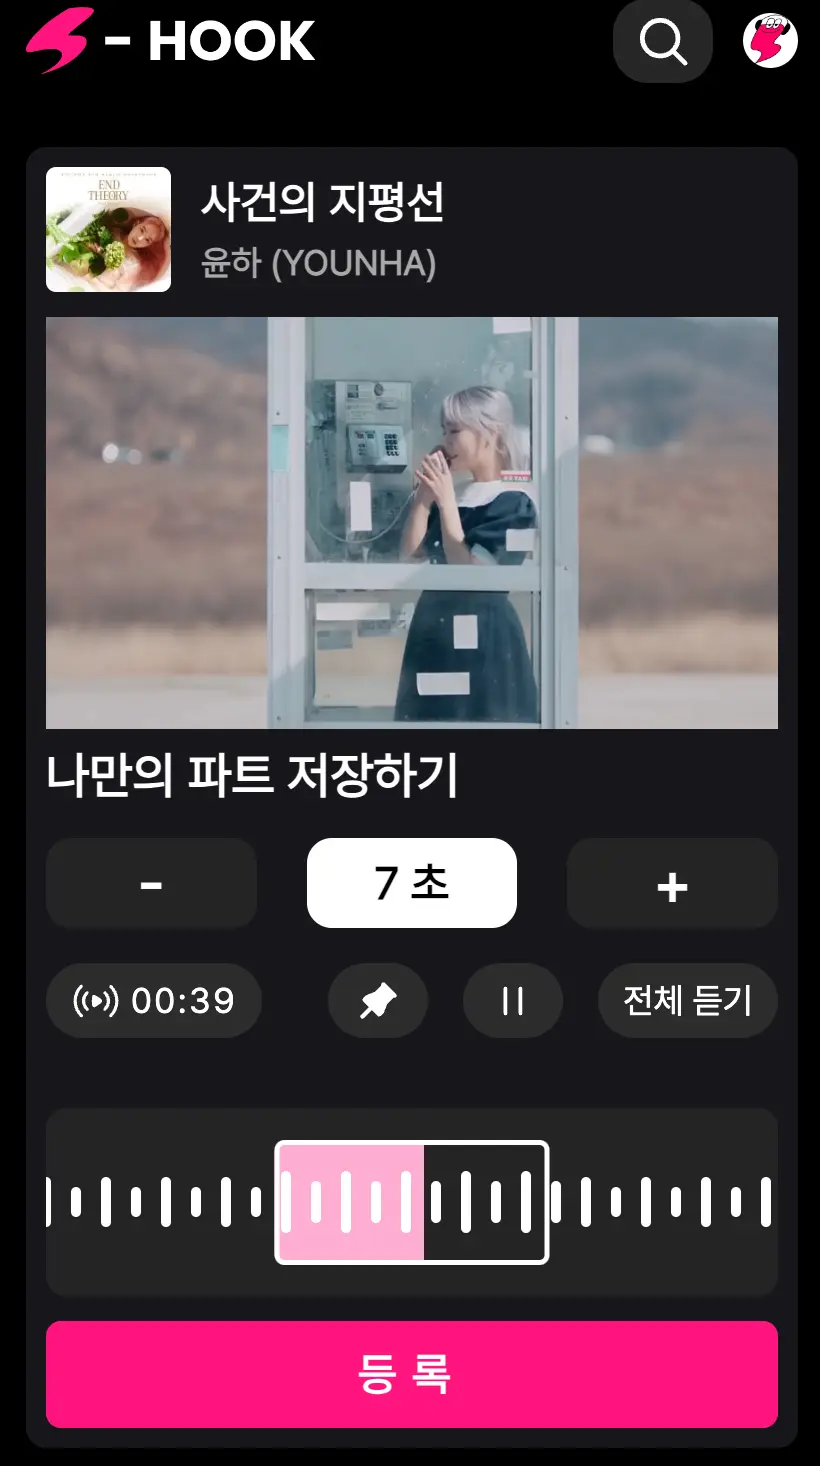 - HOOK
END
THEORY
사건의 지평선
윤하 (YOUNHA)
나만의 파트 저장하기
- 7 초 +
00:39 전체 듣기
등 록